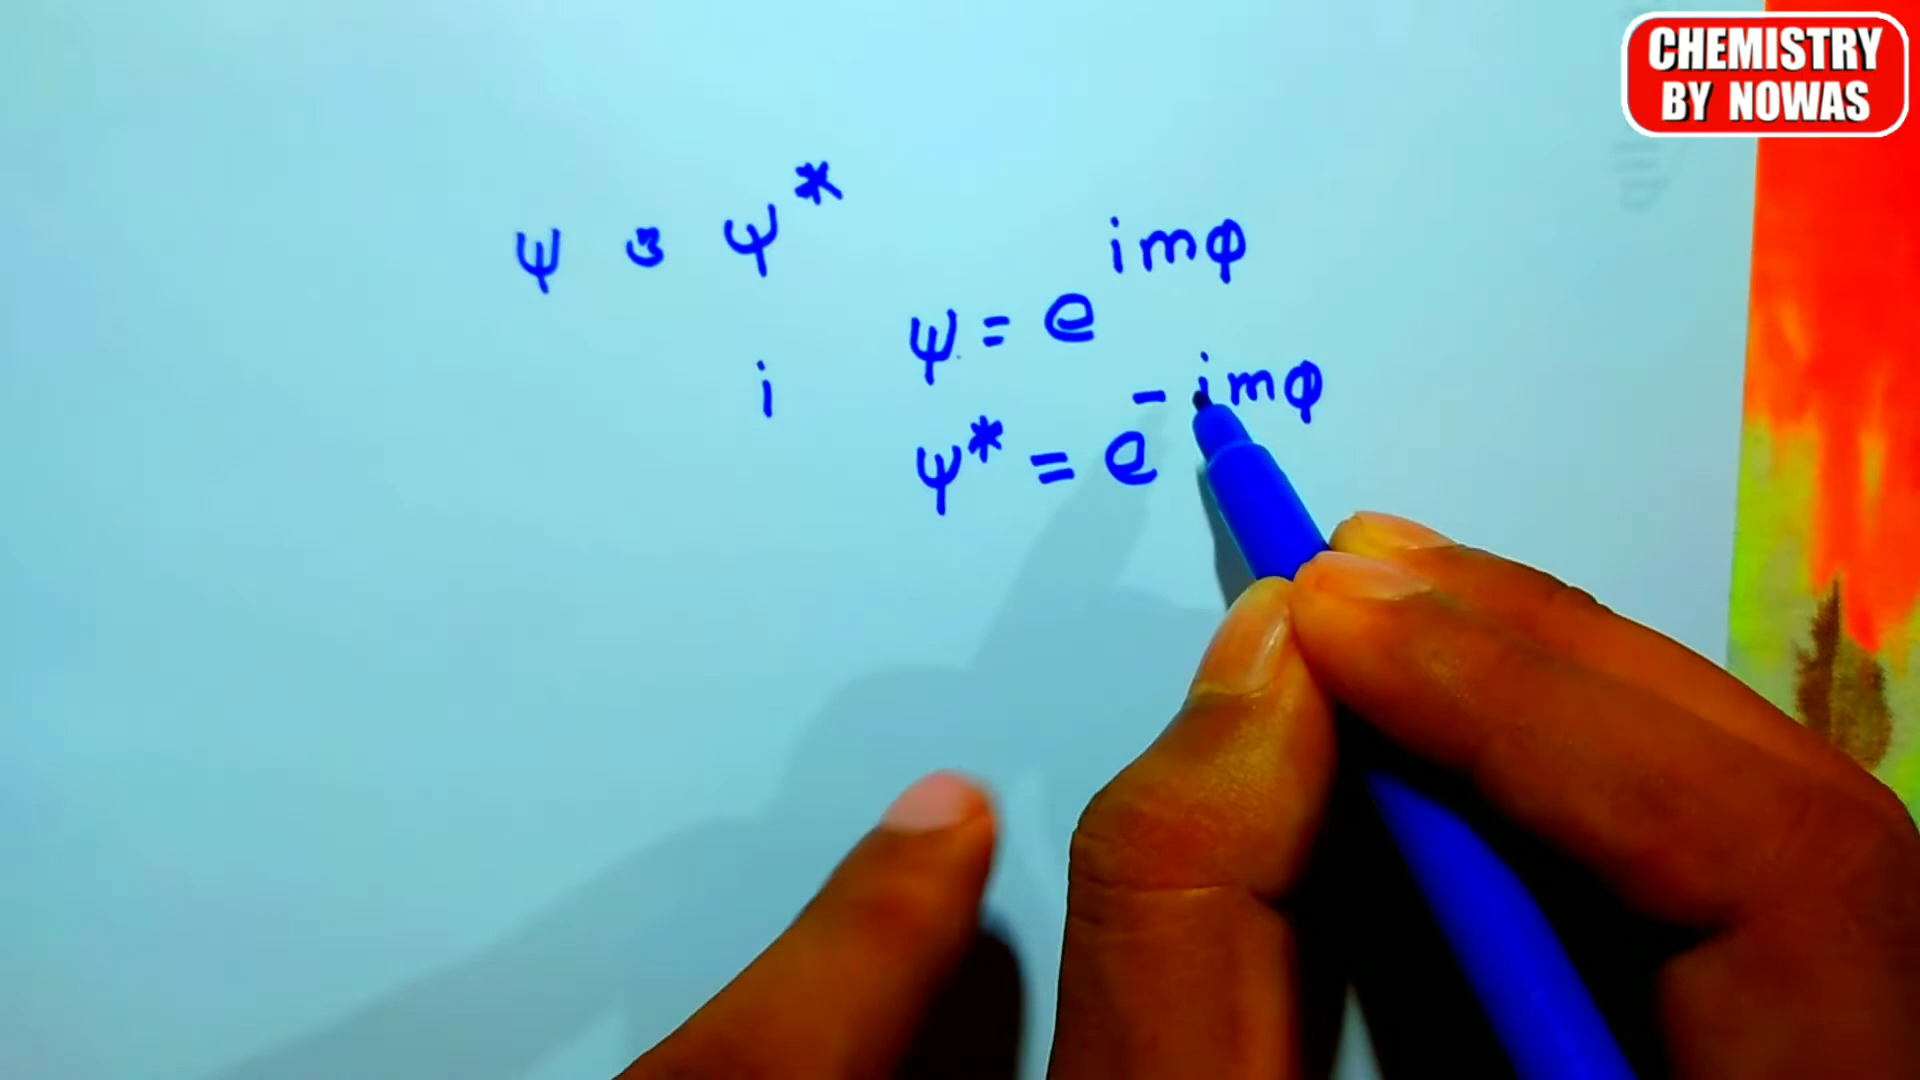 CHEMISTRY
BY NOWAS
ψ ও ψ*
ψ = e^imφ
i
ψ* = e^-imφ